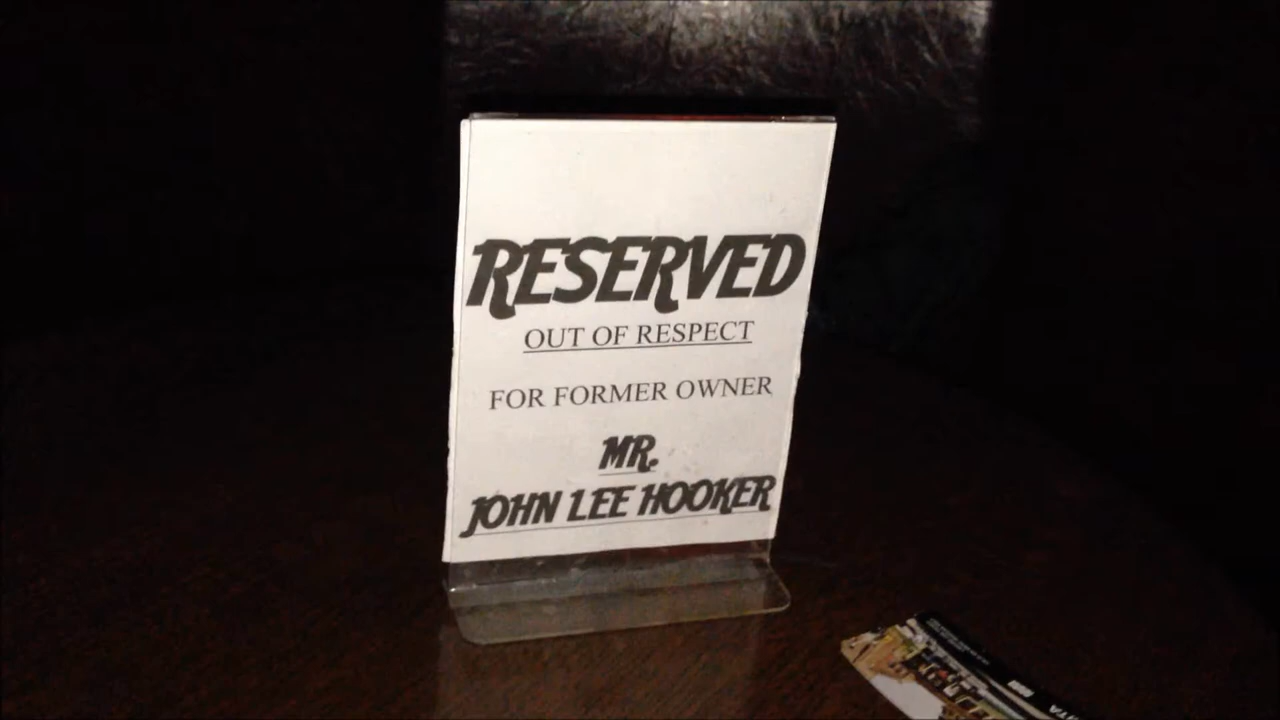 RESERVED
OUT OF RESPECT
FOR FORMER OWNER
MR.
JOHN LEE HOOKER